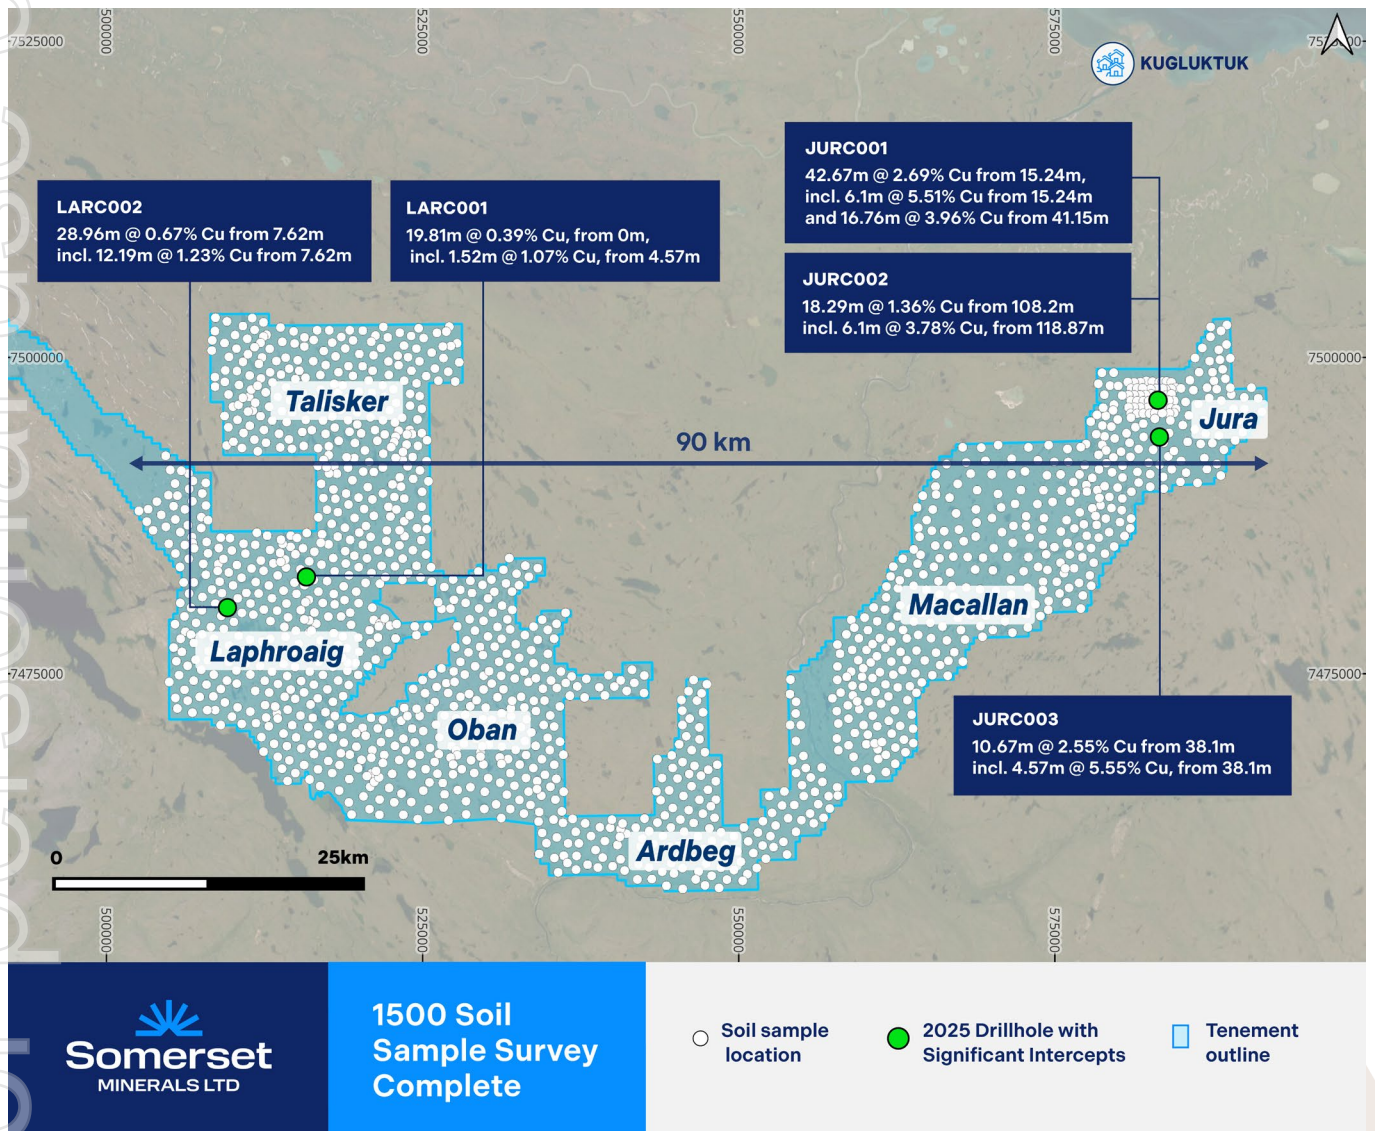 500000
525000
550000
575000
7525000
KUGLUKTUK
JURC001
42.67m @ 2.69% Cu from 15.24m,
incl. 6.1m @ 5.51% Cu from 15.24m
and 16.76m @ 3.96% Cu from 41.15m
LARC002
28.96m @ 0.67% Cu from 7.62m
incl. 12.19m @ 1.23% Cu from 7.62m
LARC001
19.81m @ 0.39% Cu, from 0m,
incl. 1.52m @ 1.07% Cu, from 4.57m
JURC002
18.29m @ 1.36% Cu from 108.2m
incl. 6.1m @ 3.78% Cu, from 118.87m
7500000
7500000
Talisker
Jura
90 km
Macallan
Laphroaig
7475000
7475000
Oban
JURC003
10.67m @ 2.55% Cu from 38.1m
incl. 4.57m @ 5.55% Cu, from 38.1m
Ardbeg
0
25km
500000
525000
550000
575000
Somerset
MINERALS LTD
1500 Soil
Sample Survey
Complete
Soil sample
location
2025 Drillhole with
Significant Intercepts
Tenement
outline